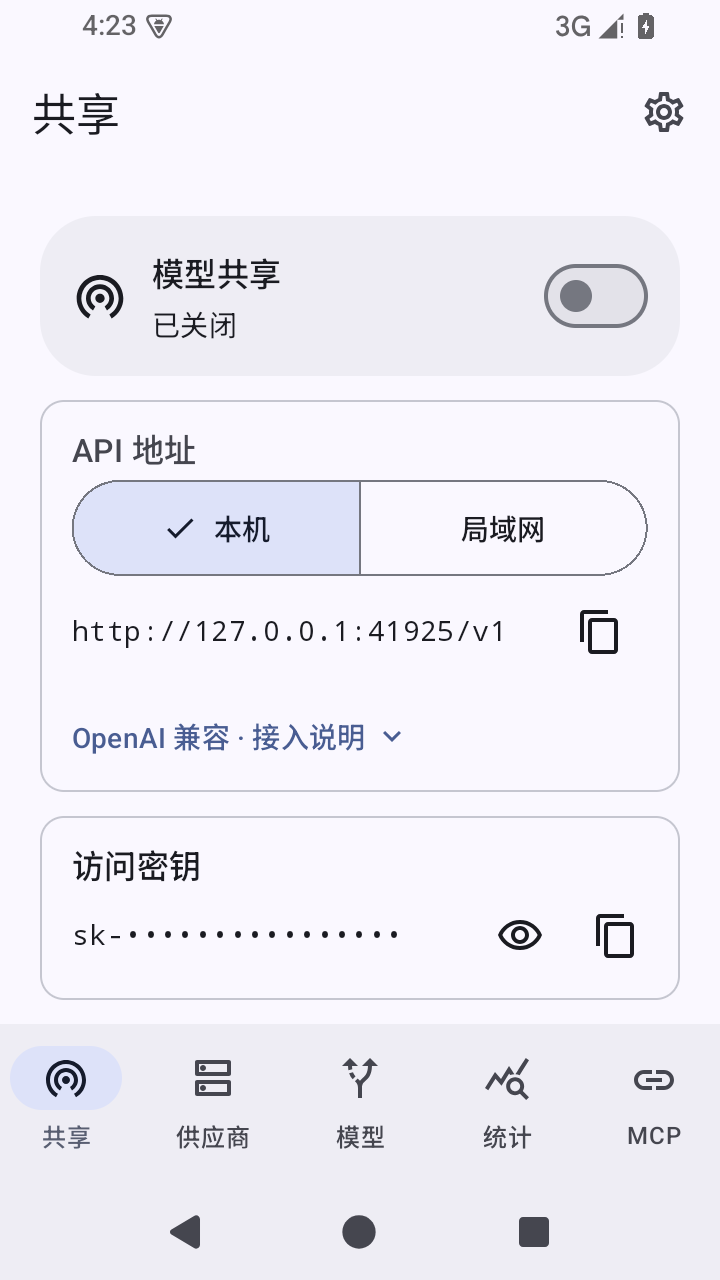 4:23
3G
共享
模型共享
已关闭
API 地址
本机
局域网
http://127.0.0.1:41925/v1
OpenAI 兼容 · 接入说明
访问密钥
sk-••••••••••••••••
共享
供应商
模型
统计
MCP